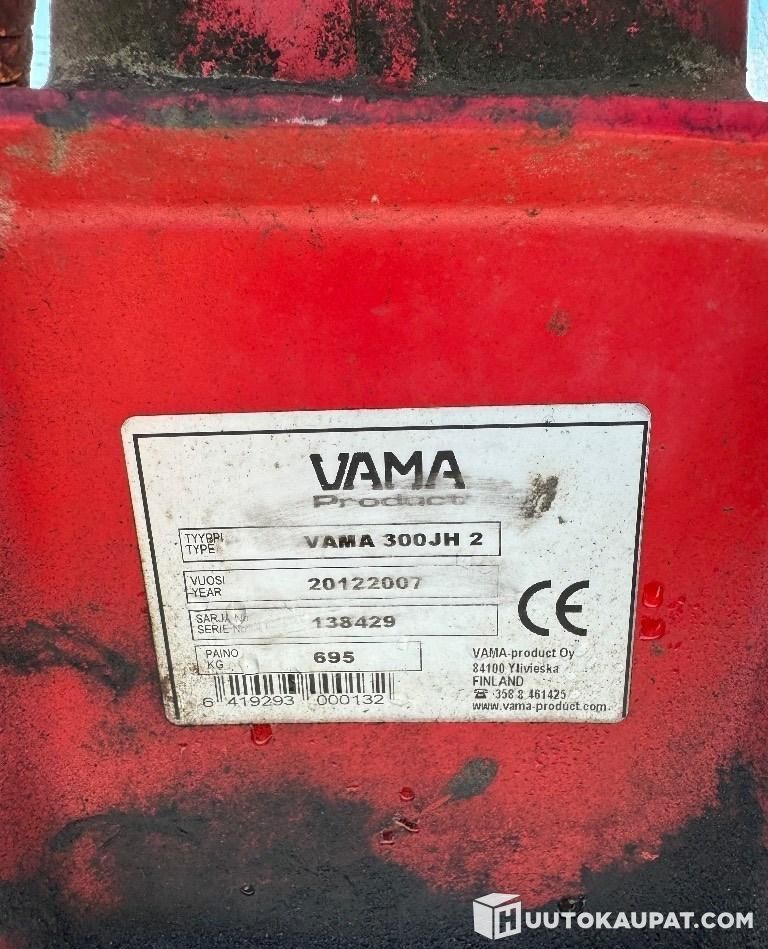 VAMA
Product
TYYPPI
TYPE
VAMA 300JH 2
VUOSI
YEAR
20122007
SARJA No
SERIE No
138429
PAINO
KG
695
CE
6 419293 000132
VAMA-product Oy
84100 Ylivieska
FINLAND
☎ 358 8 461425
www.vama-product.com
HUUTOKAUPAT.COM